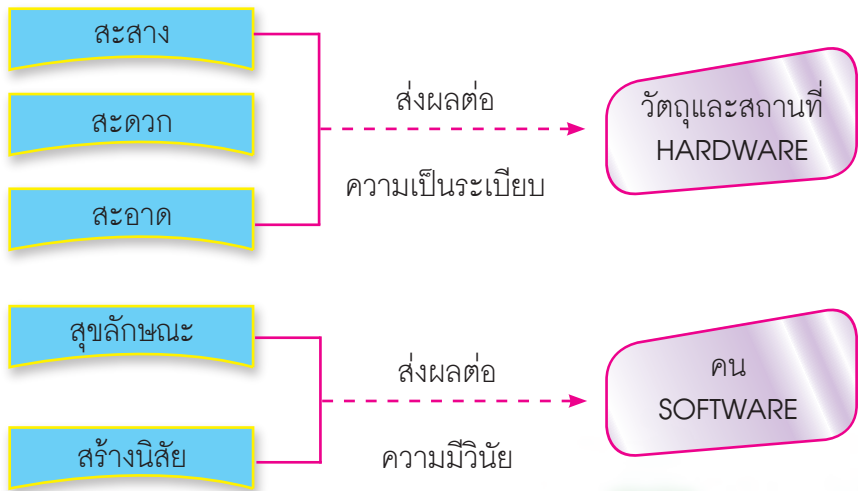 สะสาง
สะดวก
สะอาด
ส่งผลต่อ
ความเป็นระเบียบ
วัตถุและสถานที่
HARDWARE
สุขลักษณะ
สร้างนิสัย
ส่งผลต่อ
ความมีวินัย
คน
SOFTWARE